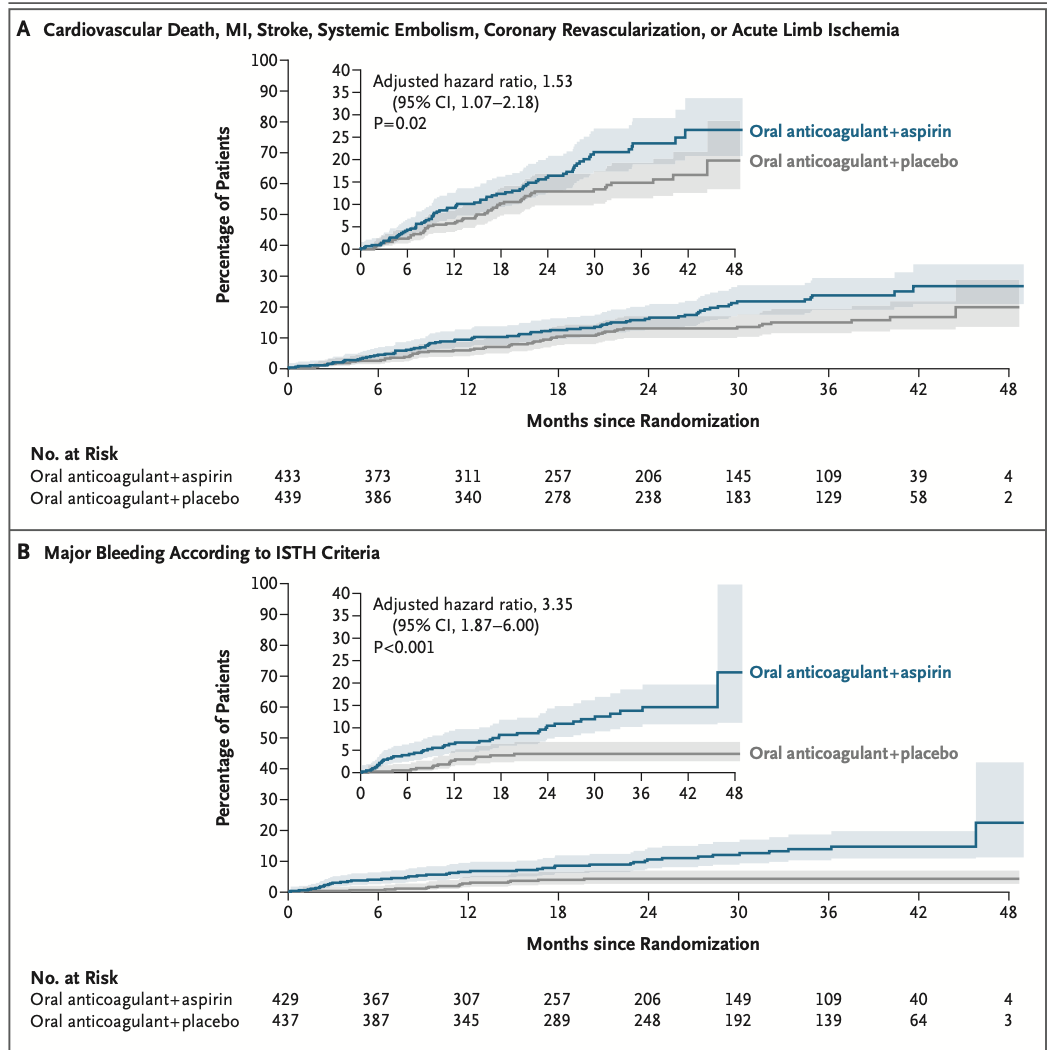 A Cardiovascular Death, MI, Stroke, Systemic Embolism, Coronary Revascularization, or Acute Limb Ischemia
Percentage of Patients
100
90
80
70
60
50
40
30
20
10
0
40
35
30
25
20
15
10
5
0
Adjusted hazard ratio, 1.53
(95% CI, 1.07–2.18)
P=0.02
Oral anticoagulant+aspirin
Oral anticoagulant+placebo
0 6 12 18 24 30 36 42 48
0 6 12 18 24 30 36 42 48
Months since Randomization
No. at Risk
Oral anticoagulant+aspirin 433 373 311 257 206 145 109 39 4
Oral anticoagulant+placebo 439 386 340 278 238 183 129 58 2
B Major Bleeding According to ISTH Criteria
Percentage of Patients
100
90
80
70
60
50
40
30
20
10
0
40
35
30
25
20
15
10
5
0
Adjusted hazard ratio, 3.35
(95% CI, 1.87–6.00)
P<0.001
Oral anticoagulant+aspirin
Oral anticoagulant+placebo
0 6 12 18 24 30 36 42 48
0 6 12 18 24 30 36 42 48
Months since Randomization
No. at Risk
Oral anticoagulant+aspirin 429 367 307 257 206 149 109 40 4
Oral anticoagulant+placebo 437 387 345 289 248 192 139 64 3